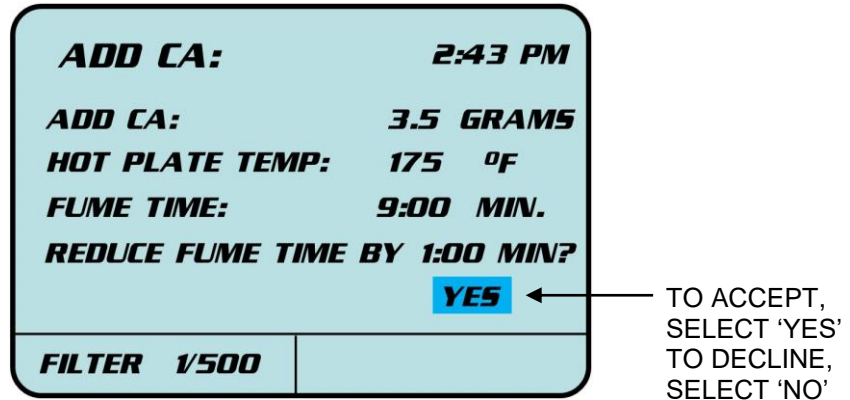 ADD CA: 2:43 PM
ADD CA: 3.5 GRAMS
HOT PLATE TEMP: 175 ºF
FUME TIME: 9:00 MIN.
REDUCE FUME TIME BY 1:00 MIN?
YES
TO ACCEPT,
SELECT ‘YES’
TO DECLINE,
SELECT ‘NO’
FILTER 1/500